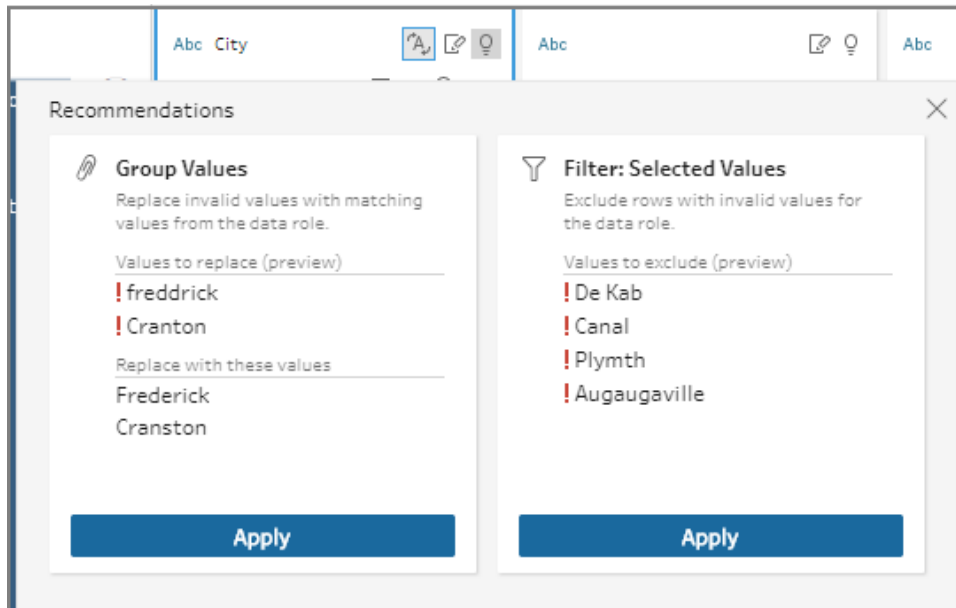 Abc City
Abc
Abc
Recommendations
Group Values
Replace invalid values with matching
values from the data role.
Values to replace (preview)
! freddrick
! Cranton
Replace with these values
Frederick
Cranston
Apply
Filter: Selected Values
Exclude rows with invalid values for
the data role.
Values to exclude (preview)
! De Kab
! Canal
! Plymth
! Augaugaville
Apply